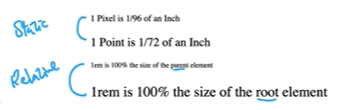 Static
1 Pixel is 1/96 of an Inch
1 Point is 1/72 of an Inch
Relative
1em is 100% the size of the parent element
1rem is 100% the size of the root element